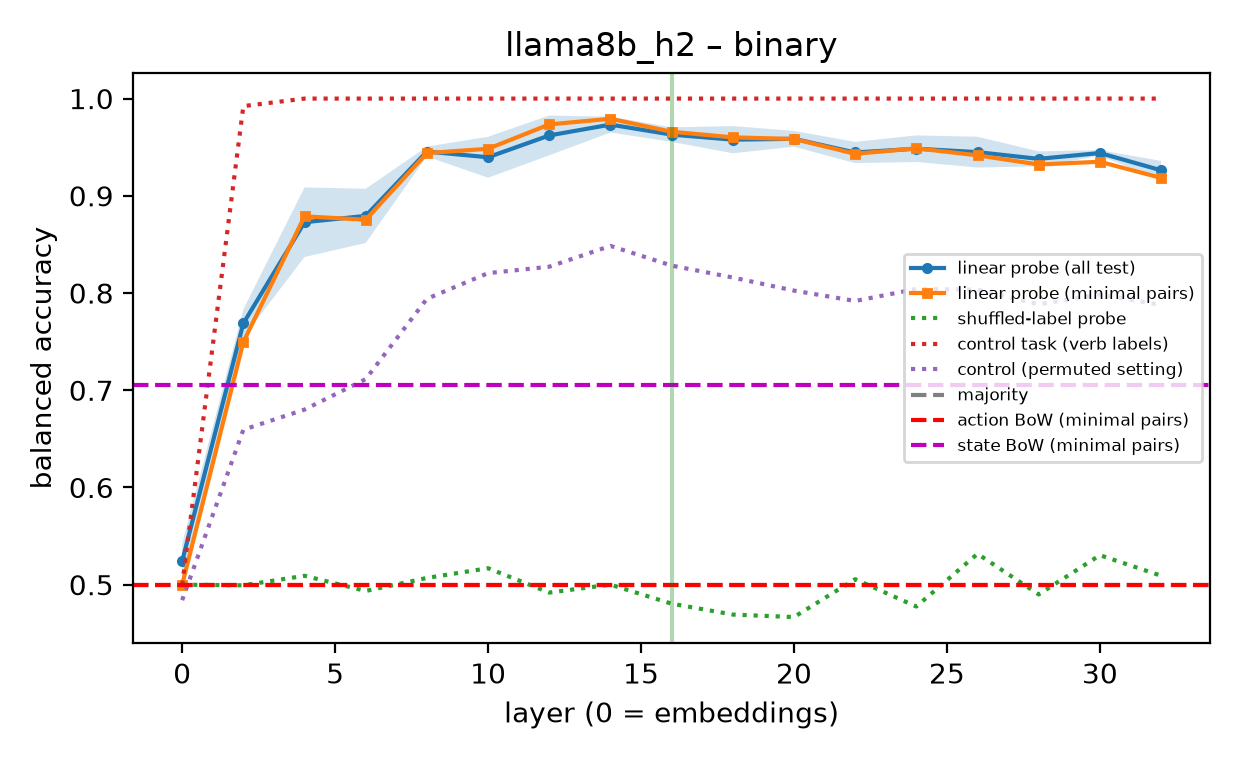 llama8b_h2 – binary
balanced accuracy
1.0
0.9
0.8
0.7
0.6
0.5
linear probe (all test)
linear probe (minimal pairs)
shuffled-label probe
control task (verb labels)
control (permuted setting)
majority
action BoW (minimal pairs)
state BoW (minimal pairs)
0 5 10 15 20 25 30
layer (0 = embeddings)